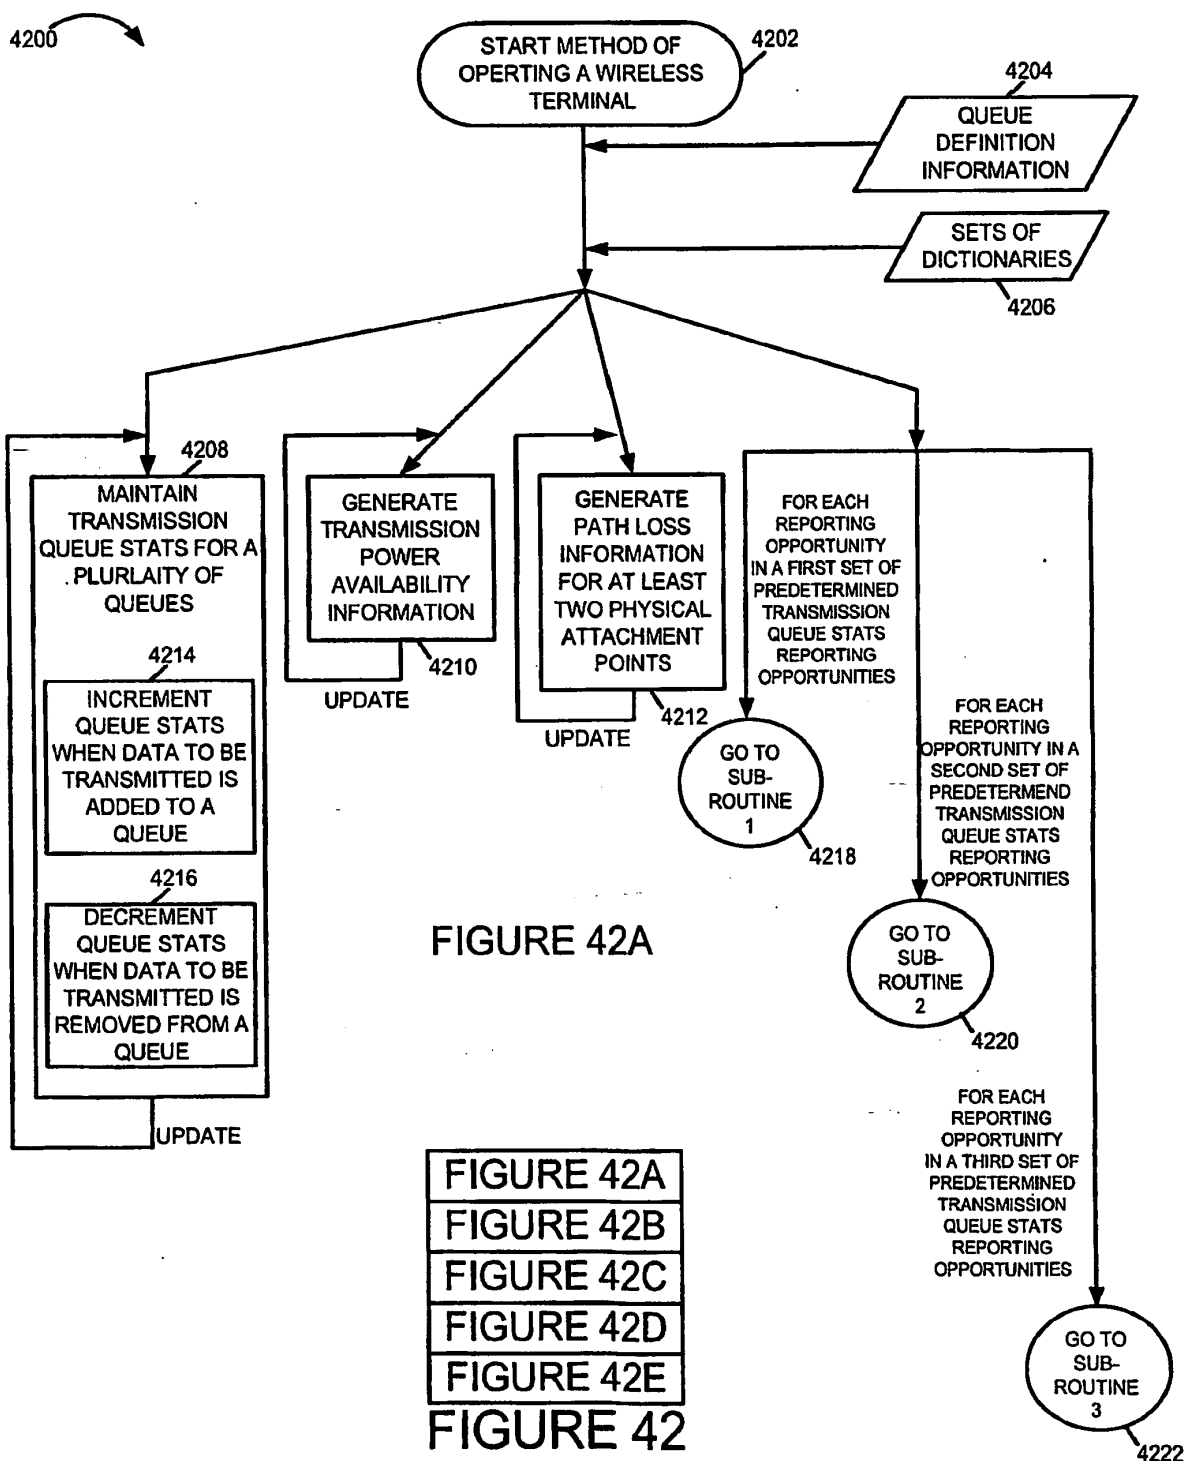 4200
START METHOD OF
OPERTING A WIRELESS
TERMINAL
4202
4204
QUEUE
DEFINITION
INFORMATION
SETS OF
DICTIONARIES
4206
4208
MAINTAIN
TRANSMISSION
QUEUE STATS FOR A
PLURLAITY OF
QUEUES
4214
INCREMENT
QUEUE STATS
WHEN DATA TO BE
TRANSMITTED IS
ADDED TO A
QUEUE
4216
DECREMENT
QUEUE STATS
WHEN DATA TO BE
TRANSMITTED IS
REMOVED FROM A
QUEUE
UPDATE
GENERATE
TRANSMISSION
POWER
AVAILABILITY
INFORMATION
4210
UPDATE
GENERATE
PATH LOSS
INFORMATION
FOR AT LEAST
TWO PHYSICAL
ATTACHMENT
POINTS
4212
UPDATE
FOR EACH
REPORTING
OPPORTUNITY
IN A FIRST SET OF
PREDETERMINED
TRANSMISSION
QUEUE STATS
REPORTING
OPPORTUNITIES
GO TO
SUB-
ROUTINE
1
4218
FOR EACH
REPORTING
OPPORTUNITY IN A
SECOND SET OF
PREDETERMEND
TRANSMISSION
QUEUE STATS
REPORTING
OPPORTUNITIES
GO TO
SUB-
ROUTINE
2
4220
FOR EACH
REPORTING
OPPORTUNITY
IN A THIRD SET OF
PREDETERMINED
TRANSMISSION
QUEUE STATS
REPORTING
OPPORTUNITIES
GO TO
SUB-
ROUTINE
3
4222
FIGURE 42A
FIGURE 42A
FIGURE 42B
FIGURE 42C
FIGURE 42D
FIGURE 42E
FIGURE 42